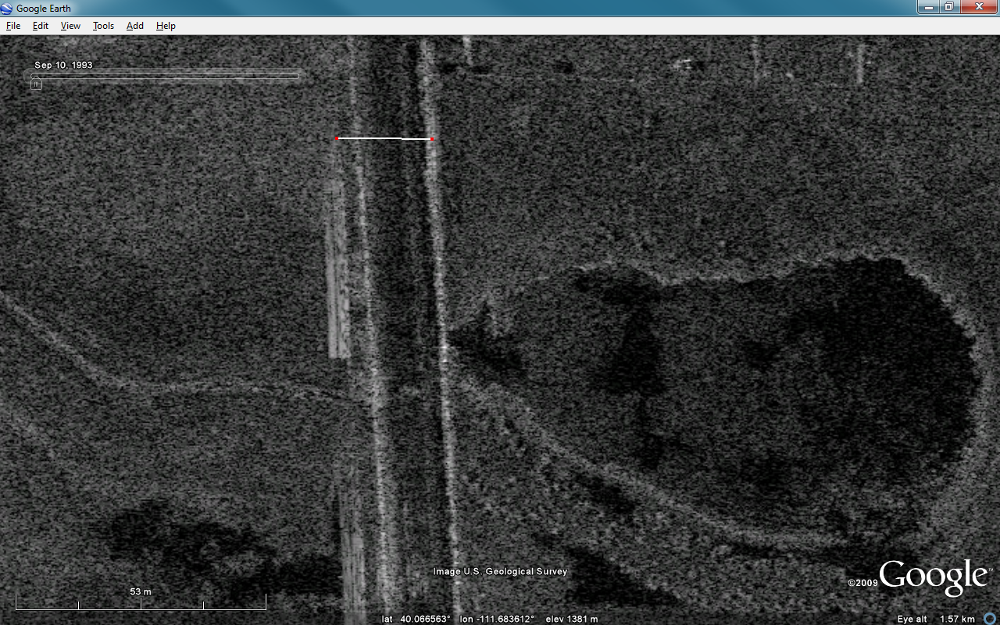 Google Earth
File Edit View Tools Add Help
Sep 10, 1993
Image U.S. Geological Survey
©2009 Google™
53 m
lat 40.066563° lon -111.683612° elev 1381 m Eye alt 1.57 km